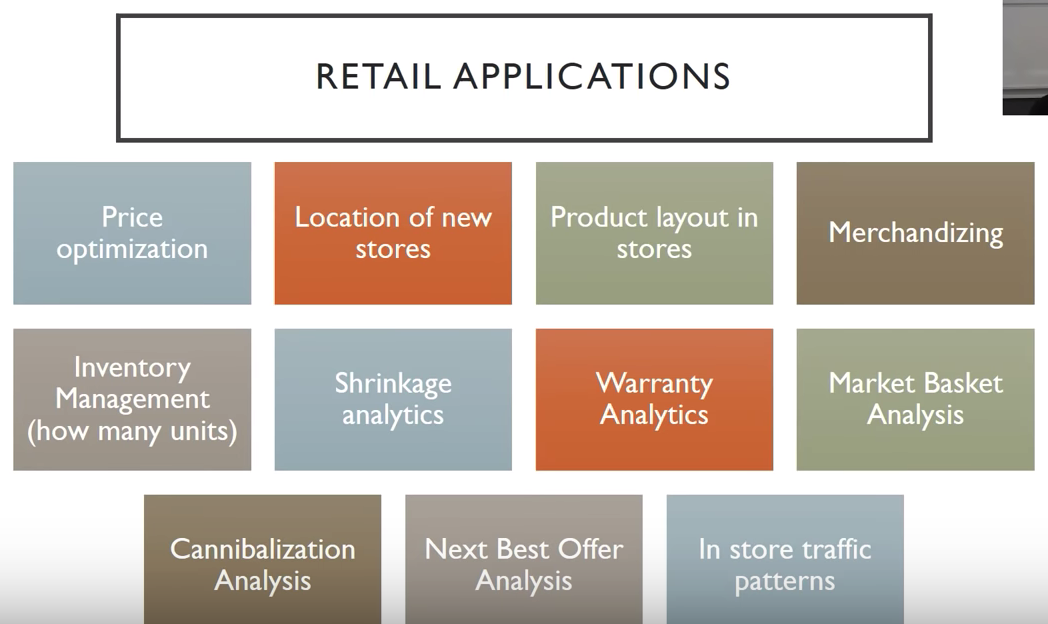 RETAIL APPLICATIONS
Price
optimization
Location of new
stores
Product layout in
stores
Merchandizing
Inventory
Management
(how many units)
Shrinkage
analytics
Warranty
Analytics
Market Basket
Analysis
Cannibalization
Analysis
Next Best Offer
Analysis
In store traffic
patterns